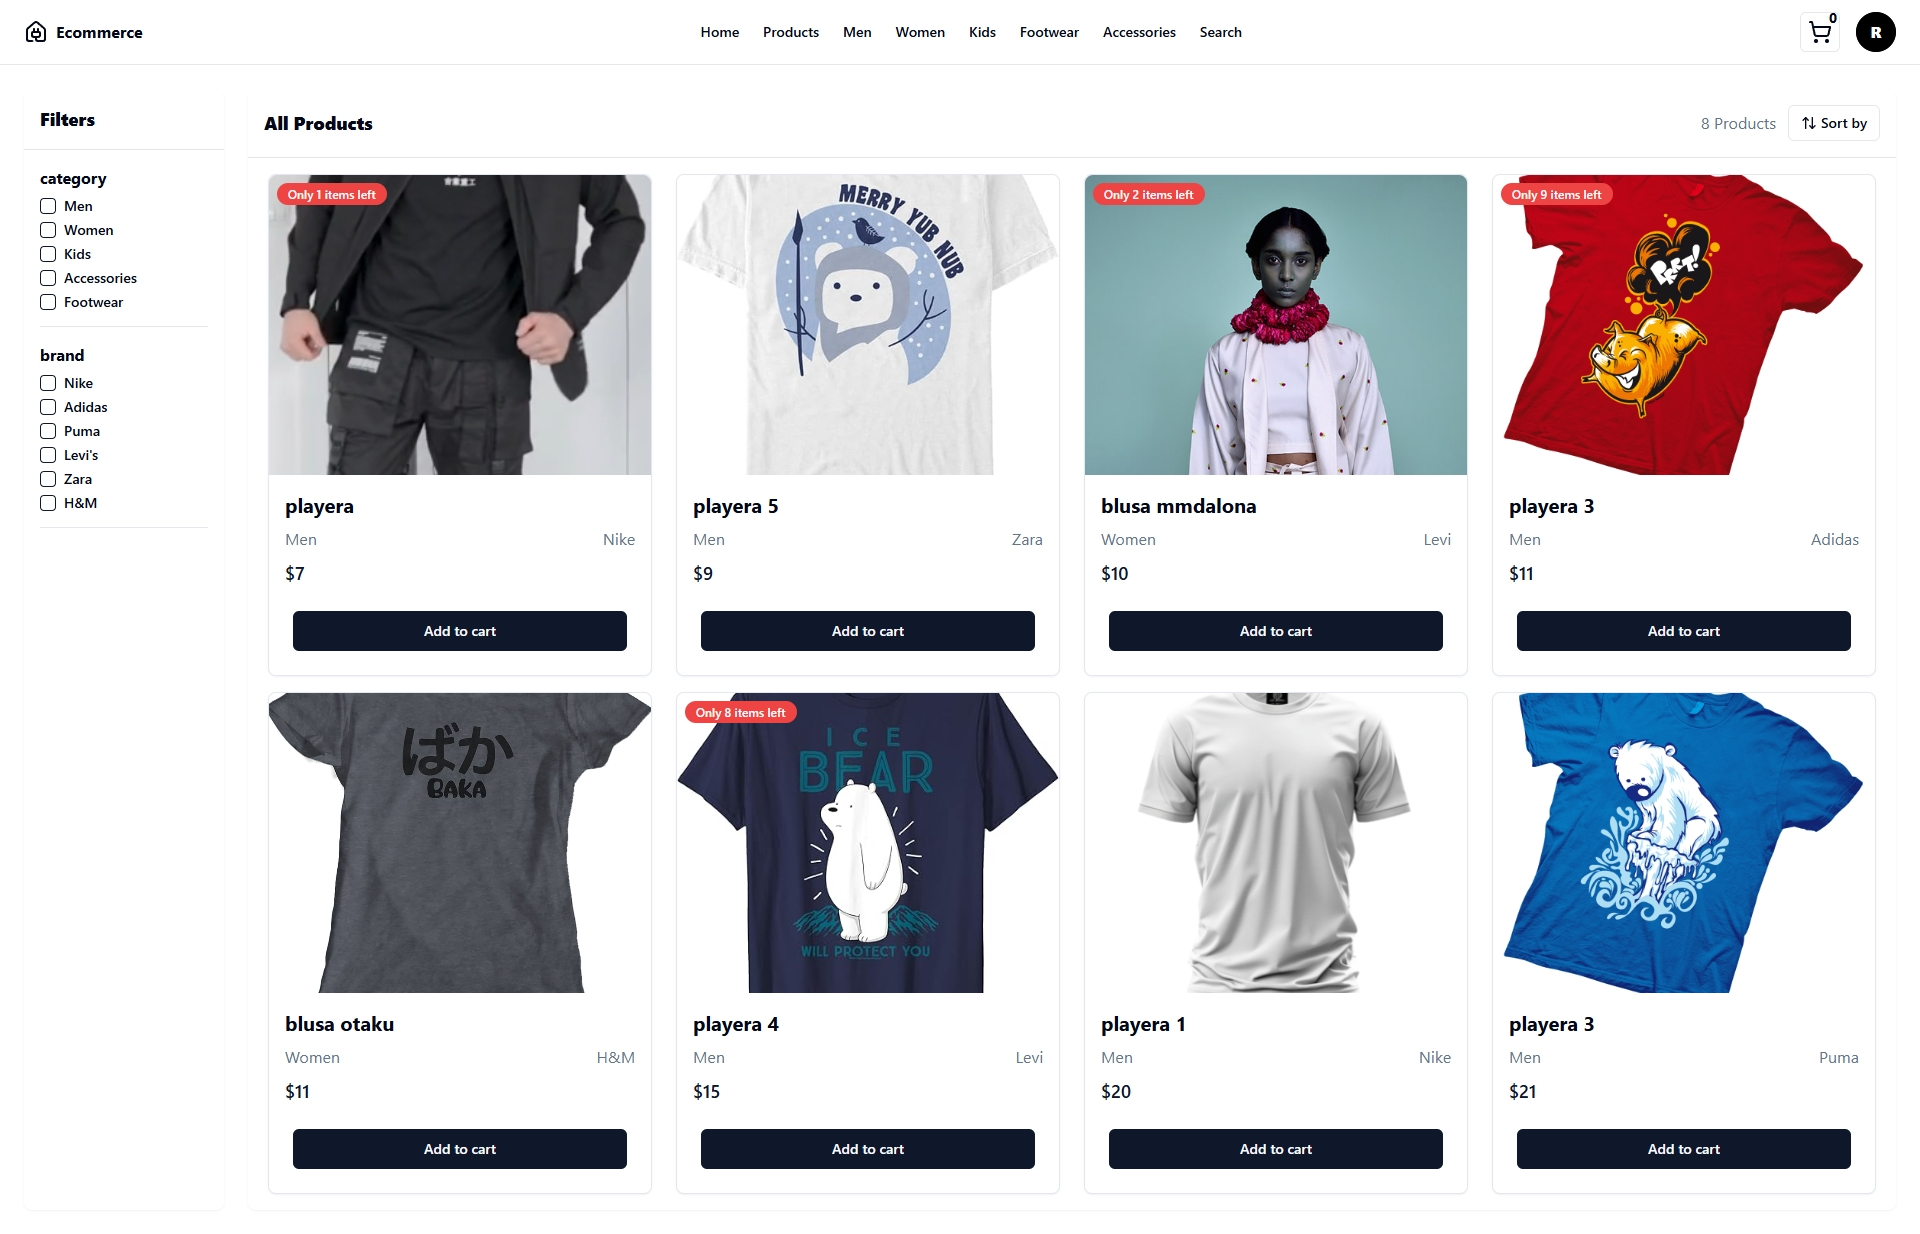 Ecommerce
Home Products Men Women Kids Footwear Accessories Search
0
R
Filters
category
Men
Women
Kids
Accessories
Footwear
brand
Nike
Adidas
Puma
Levi's
Zara
H&M
All Products
8 Products
Sort by
Only 1 items left
playera
Men Nike
$7
Add to cart
MERRY YUB NUB
playera 5
Men Zara
$9
Add to cart
Only 2 items left
blusa mmdalona
Women Levi
$10
Add to cart
Only 9 items left
playera 3
Men Adidas
$11
Add to cart
ばか
BAKA
blusa otaku
Women H&M
$11
Add to cart
Only 8 items left
ICE
BEAR
WILL PROTECT YOU
playera 4
Men Levi
$15
Add to cart
playera 1
Men Nike
$20
Add to cart
playera 3
Men Puma
$21
Add to cart